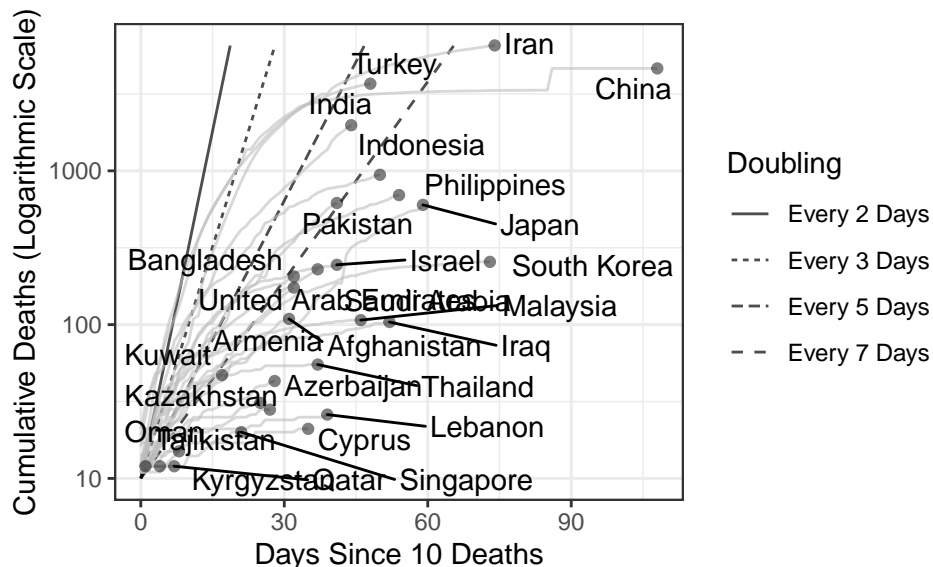 Cumulative Deaths (Logarithmic Scale)
1000
100
10
Iran
Turkey
China
India
Indonesia
Philippines
Pakistan
Japan
Bangladesh
Israel
South Korea
United Arab Emirates
Saudi Arabia
Malaysia
Armenia
Afghanistan
Iraq
Kuwait
Azerbaijan
Thailand
Kazakhstan
Lebanon
Oman
Tajikistan
Cyprus
Kyrgyzstan
Qatar
Singapore
0
30
60
90
Days Since 10 Deaths
Doubling
Every 2 Days
Every 3 Days
Every 5 Days
Every 7 Days